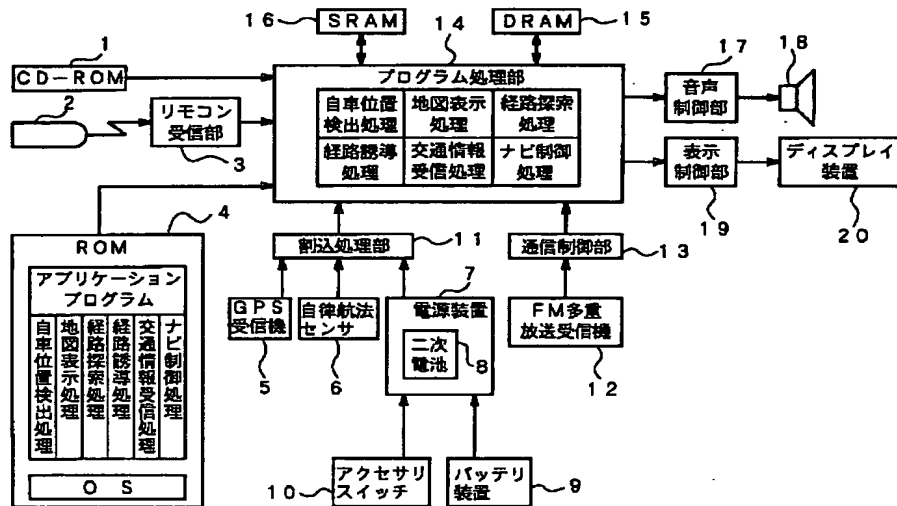 16
SRAM
DRAM
15
14
1
CD-ROM
プログラム処理部
自車位置
検出処理
地図表示
処理
経路探索
処理
経路誘導
処理
交通情報
受信処理
ナビ制御
処理
17
18
音声
制御部
2
リモコン
受信部
3
表示
制御部
19
ディスプレイ
装置
20
4
ROM
アプリケーション
プログラム
自車位置検出処理
地図表示処理
経路探索処理
経路誘導処理
交通情報受信処理
ナビ制御処理
OS
割込処理部
11
通信制御部
13
GPS
受信機
5
自律航法
センサ
6
7
電源装置
二次
電池
8
FM多重
放送受信機
12
10
アクセサリ
スイッチ
バッテリ
装置
9